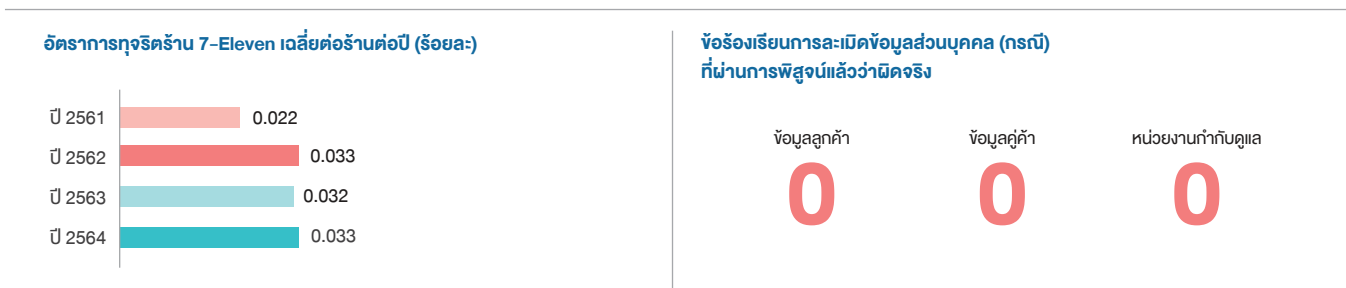 อัตราการทุจริตร้าน 7-Eleven เฉลี่ยต่อร้านต่อปี (ร้อยละ)
ปี 2561 0.022
ปี 2562 0.033
ปี 2563 0.032
ปี 2564 0.033
ข้อร้องเรียนการละเมิดข้อมูลส่วนบุคคล (กรณี)
ที่ผ่านการพิสูจน์แล้วว่าผิดจริง
ข้อมูลลูกค้า ข้อมูลคู่ค้า หน่วยงานกำกับดูแล
0 0 0